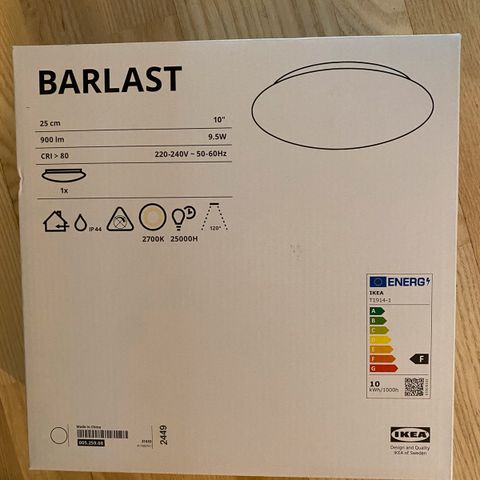 BARLAST
25 cm 10"
900 lm 9.5W
CRI > 80 220-240V ~ 50-60Hz
1x
IP 44
2700K 25000H 120°
ENERG
IKEA
T1914-1
A
B
C
D
E
F
G
F
10
kWh/1000h
Made in China
005.259.08
2449
IKEA
Design and Quality
IKEA of Sweden